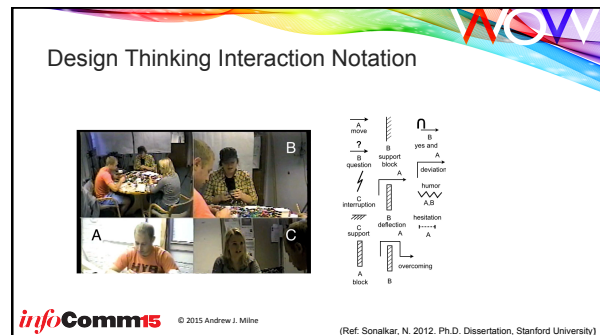 WOW
Design Thinking Interaction Notation
B
A
C
A
move
?
B
question
C
interruption
C
support
A
block
B
support
block
A
B
deflection
A
B
overcoming
B
yes and
A
deviation
humor
A,B
hesitation
A
infoComm15
© 2015 Andrew J. Milne
(Ref: Sonalkar, N. 2012. Ph.D. Dissertation, Stanford University)